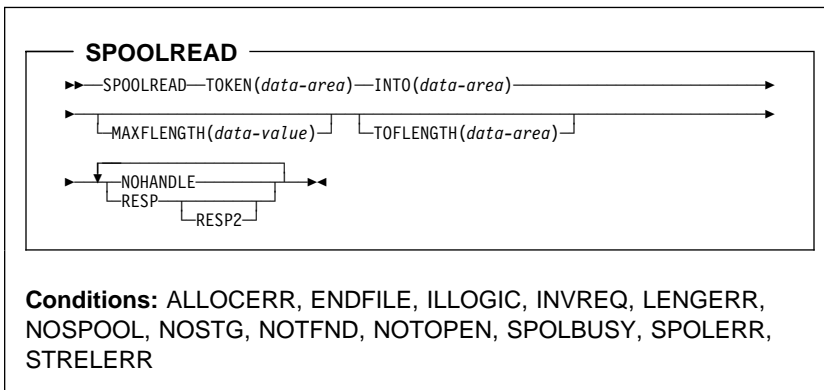 SPOOLREAD
SPOOLREAD TOKEN(data-area) INTO(data-area)
MAXFLENGTH(data-value) TOFLENGTH(data-area)
NOHANDLE
RESP
RESP2
Conditions: ALLOCERR, ENDFILE, ILLOGIC, INVREQ, LENGERR,
NOSPOOL, NOSTG, NOTFND, NOTOPEN, SPOLBUSY, SPOLERR,
STRELERR